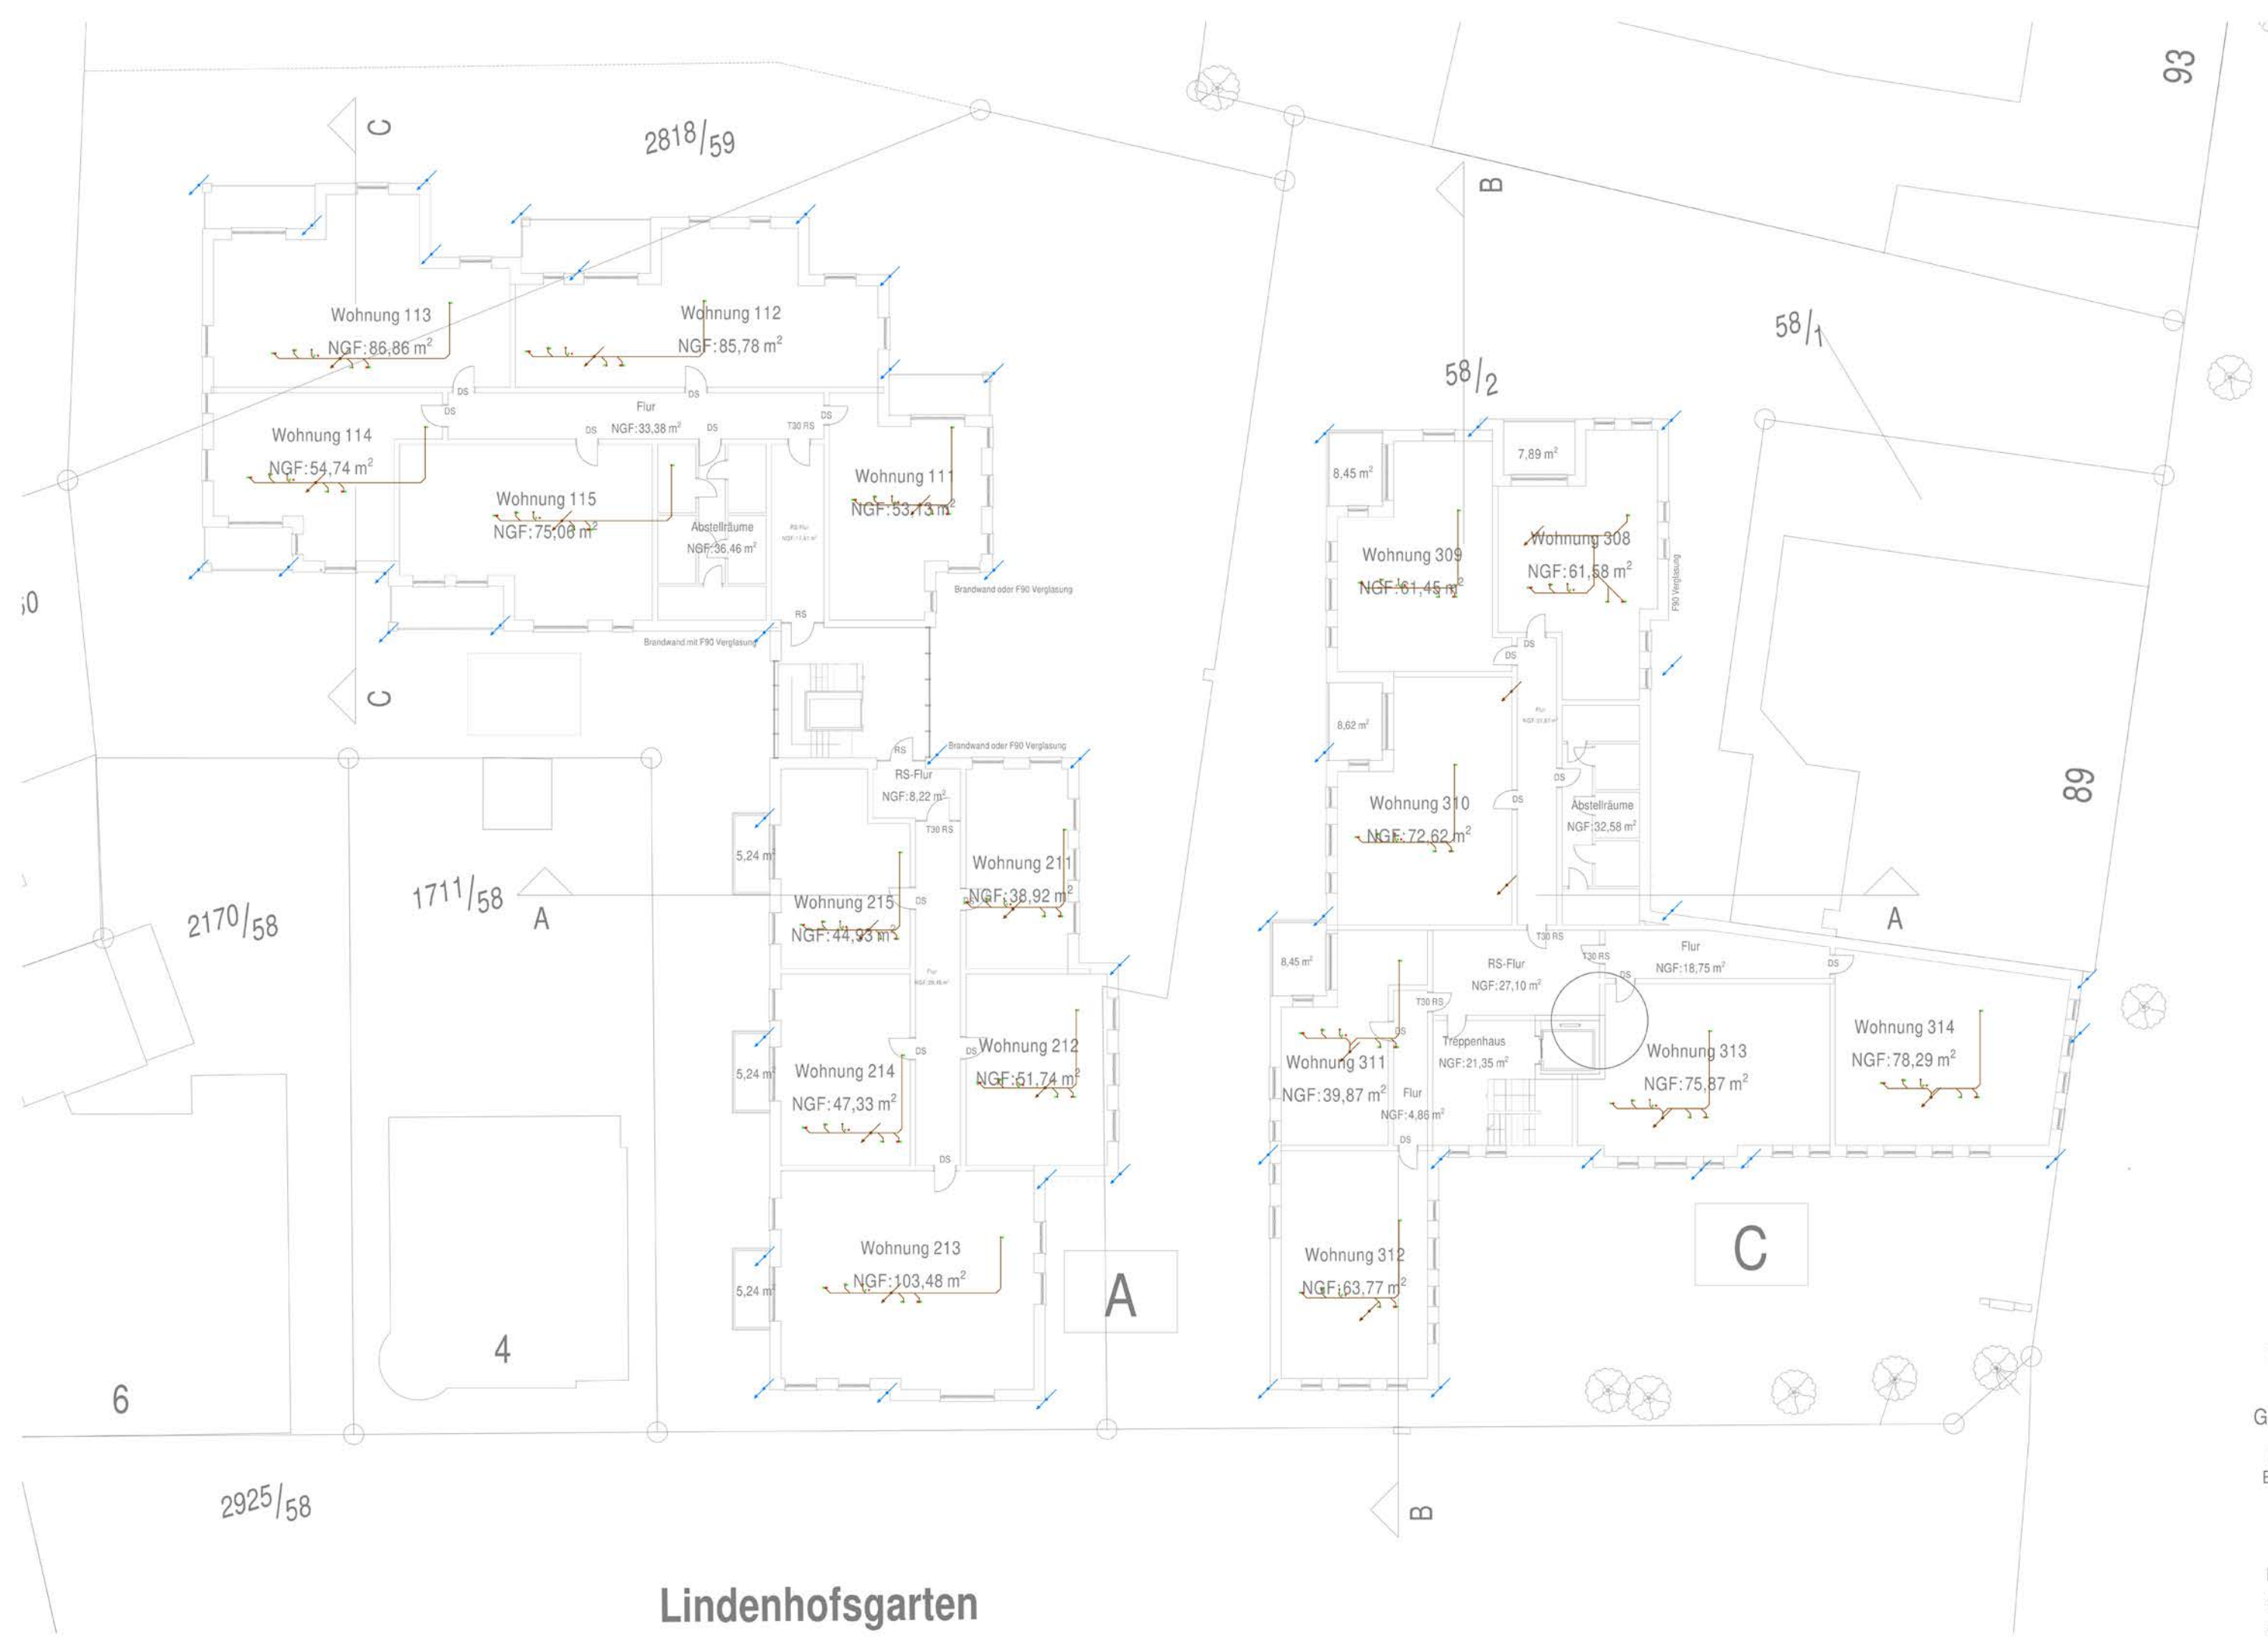 93
C
2818/59
B
Wohnung 113
NGF:86,86 m²
Wohnung 112
NGF:85,78 m²
58/1
58/2
DS
DS
DS
Flur
NGF:33,38 m²
DS
DS
T30 RS
DS
Wohnung 114
NGF:54,74 m²
Wohnung 115
NGF:75,06 m²
Abstellräume
NGF:36,46 m²
RS Flur
Wohnung 111
NGF:53,13 m²
Brandwand oder F90 Verglasung
RS
Brandwand mit F90 Verglasung
8,45 m²
7,89 m²
Wohnung 309
NGF:61,45 m²
Wohnung 308
NGF:61,58 m²
F90 Verglasung
DS
DS
C
8,62 m²
Flur
RS
Brandwand oder F90 Verglasung
RS-Flur
NGF:8,22 m²
T30 RS
DS
DS
Wohnung 310
NGF:72,62 m²
Abstellräume
NGF:32,58 m²
89
5,24 m²
Wohnung 211
NGF:38,92 m²
DS
DS
Wohnung 215
NGF:44,93 m²
2170/58
1711/58
A
A
T30 RS
Flur
8,45 m²
RS-Flur
NGF:27,10 m²
T30 RS
Flur
NGF:18,75 m²
DS
DS
T30 RS
DS
Treppenhaus
NGF:21,35 m²
Wohnung 311
NGF:39,87 m²
Flur
NGF:4,86 m²
DS
Wohnung 313
NGF:75,87 m²
Wohnung 314
NGF:78,29 m²
5,24 m²
Wohnung 214
NGF:47,33 m²
DS
DS
Wohnung 212
NGF:51,74 m²
DS
5,24 m²
Wohnung 213
NGF:103,48 m²
A
Wohnung 312
NGF:63,77 m²
C
4
6
2925/58
B
Lindenhofsgarten